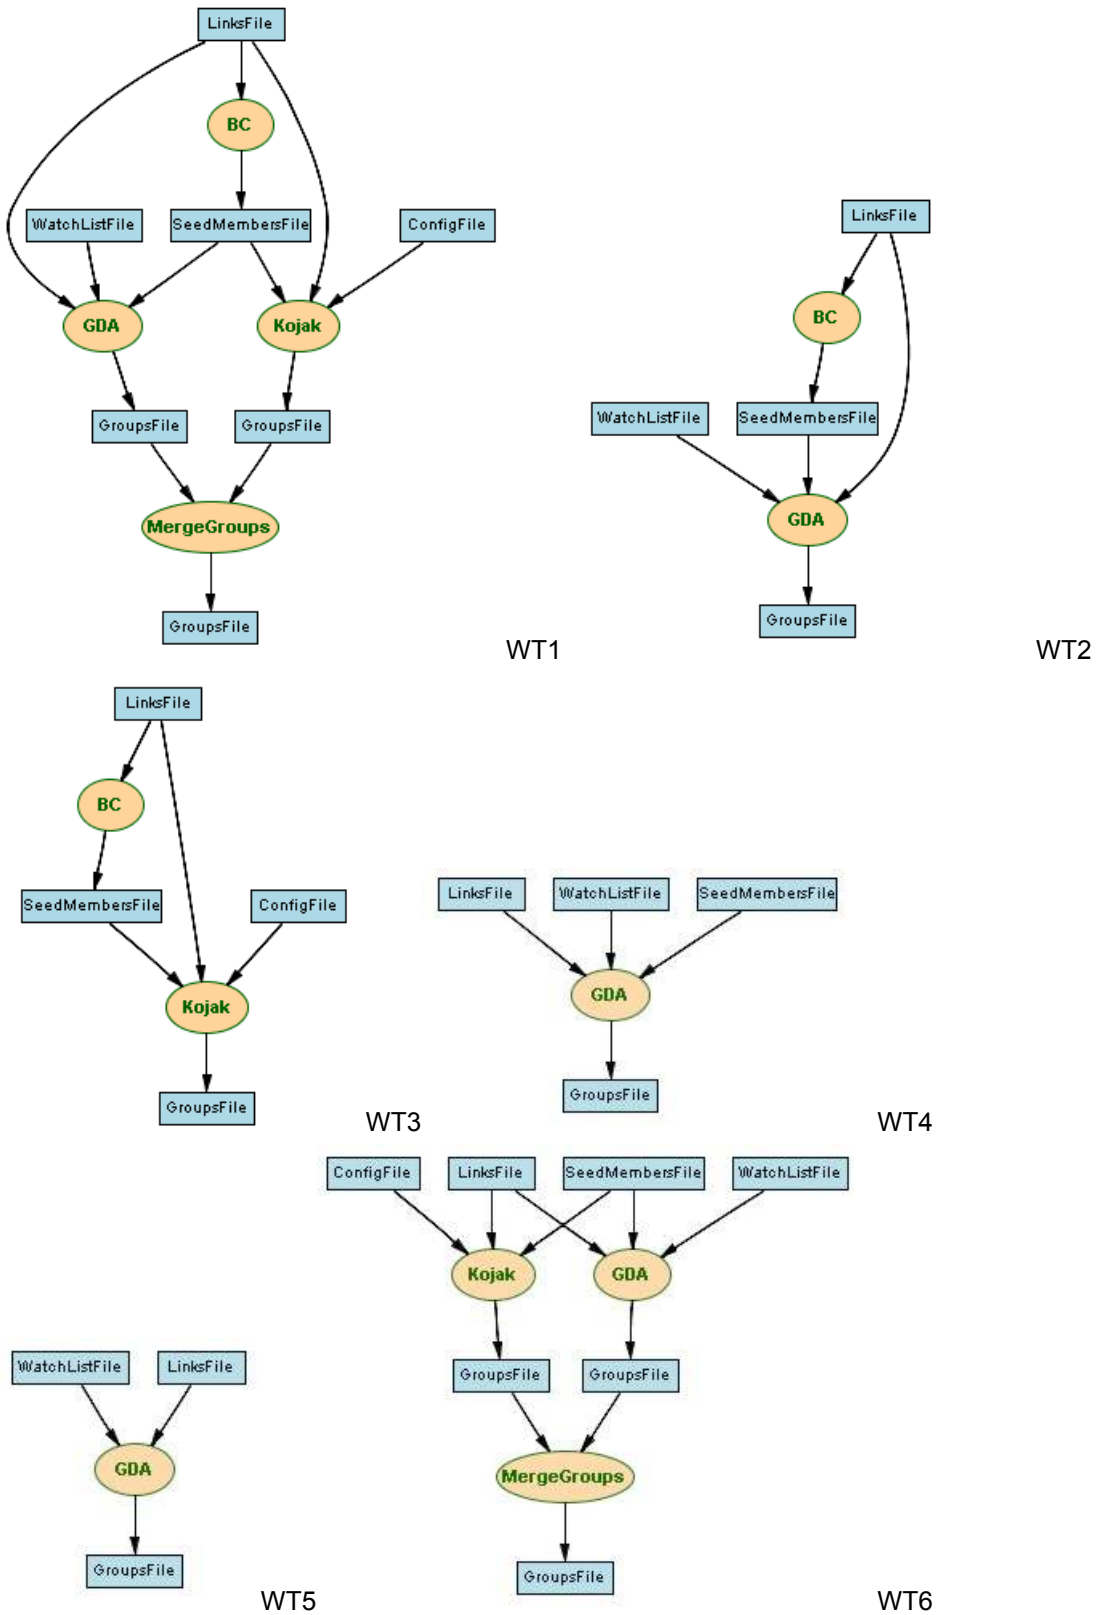 LinksFile
BC
WatchListFile
SeedMembersFile
ConfigFile
GDA
Kojak
GroupsFile
GroupsFile
MergeGroups
GroupsFile
WT1
LinksFile
BC
WatchListFile
SeedMembersFile
GDA
GroupsFile
WT2
LinksFile
BC
SeedMembersFile
ConfigFile
Kojak
GroupsFile
WT3
LinksFile
WatchListFile
SeedMembersFile
GDA
GroupsFile
WT4
WatchListFile
LinksFile
GDA
GroupsFile
WT5
ConfigFile
LinksFile
SeedMembersFile
WatchListFile
Kojak
GDA
GroupsFile
GroupsFile
MergeGroups
GroupsFile
WT6